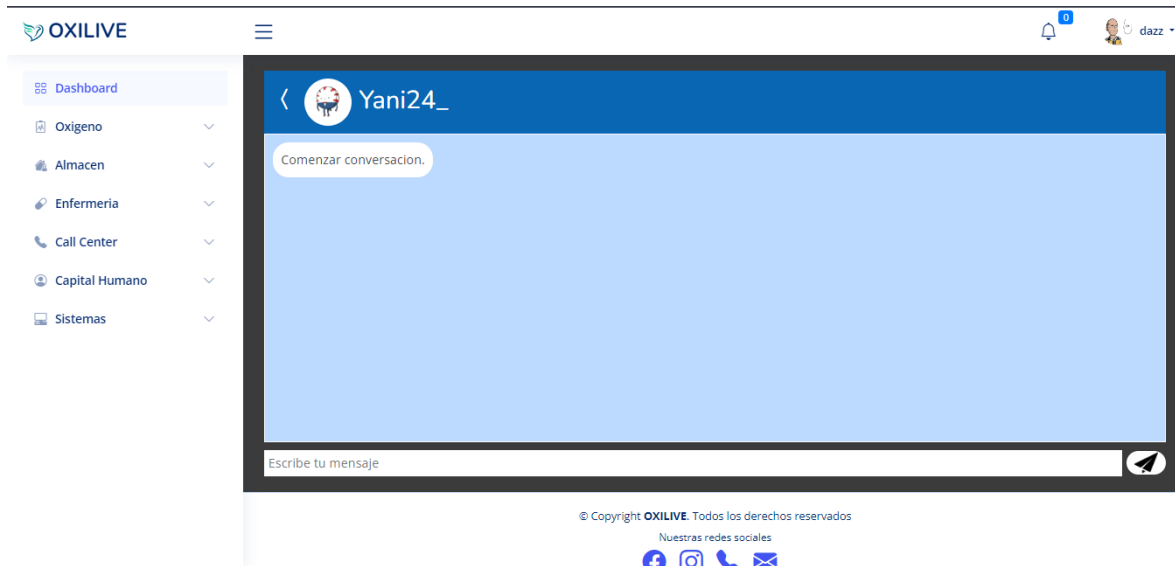 OXILIVE
0
dazz
Dashboard
Oxigeno
Almacen
Enfermeria
Call Center
Capital Humano
Sistemas
Yani24_
Comenzar conversacion.
Escribe tu mensaje
© Copyright OXILIVE. Todos los derechos reservados
Nuestras redes sociales